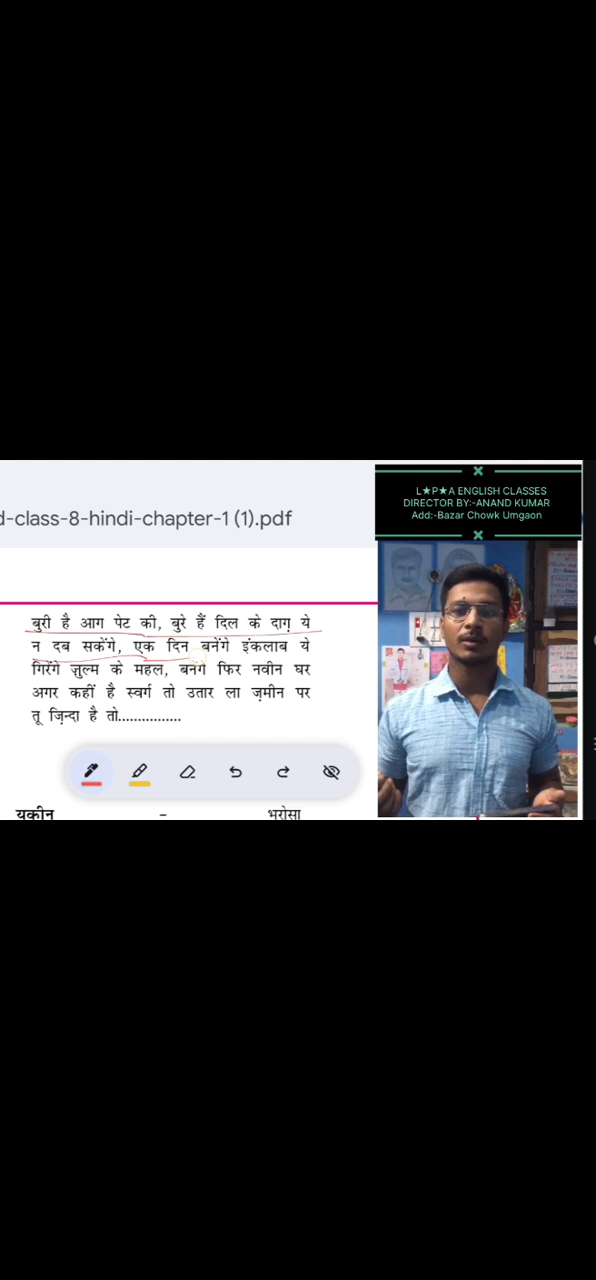 d-class-8-hindi-chapter-1 (1).pdf
L★P★A ENGLISH CLASSES
DIRECTOR BY:-ANAND KUMAR
Add:-Bazar Chowk Umgaon
बुरी है आग पेट की, बुरे हैं दिल के दाग़ ये
न दब सकेंगे, एक दिन बनेंगे इंकलाब ये
गिरेंगे ज़ुल्म के महल, बनेंगे फिर नवीन घर
अगर कहीं है स्वर्ग तो उतार ला ज़मीन पर
तू ज़िन्दा है तो................
यकीन - भरोसा